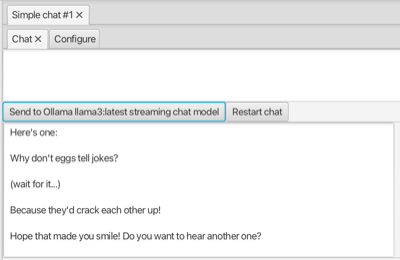 Simple chat #1 ×
Chat ×
Configure
Send to Ollama llama3:latest streaming chat model
Restart chat
Here's one:
Why don't eggs tell jokes?
(wait for it...)
Because they'd crack each other up!
Hope that made you smile! Do you want to hear another one?